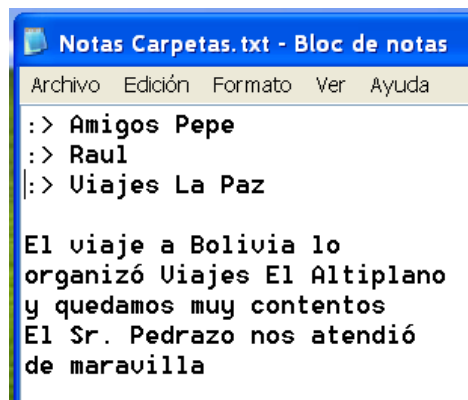 Notas Carpetas.txt - Bloc de notas
Archivo Edición Formato Ver Ayuda
:> Amigos Pepe
:> Raul
:> Viajes La Paz
El viaje a Bolivia lo
organizó Viajes El Altiplano
y quedamos muy contentos
El Sr. Pedrazo nos atendió
de maravilla